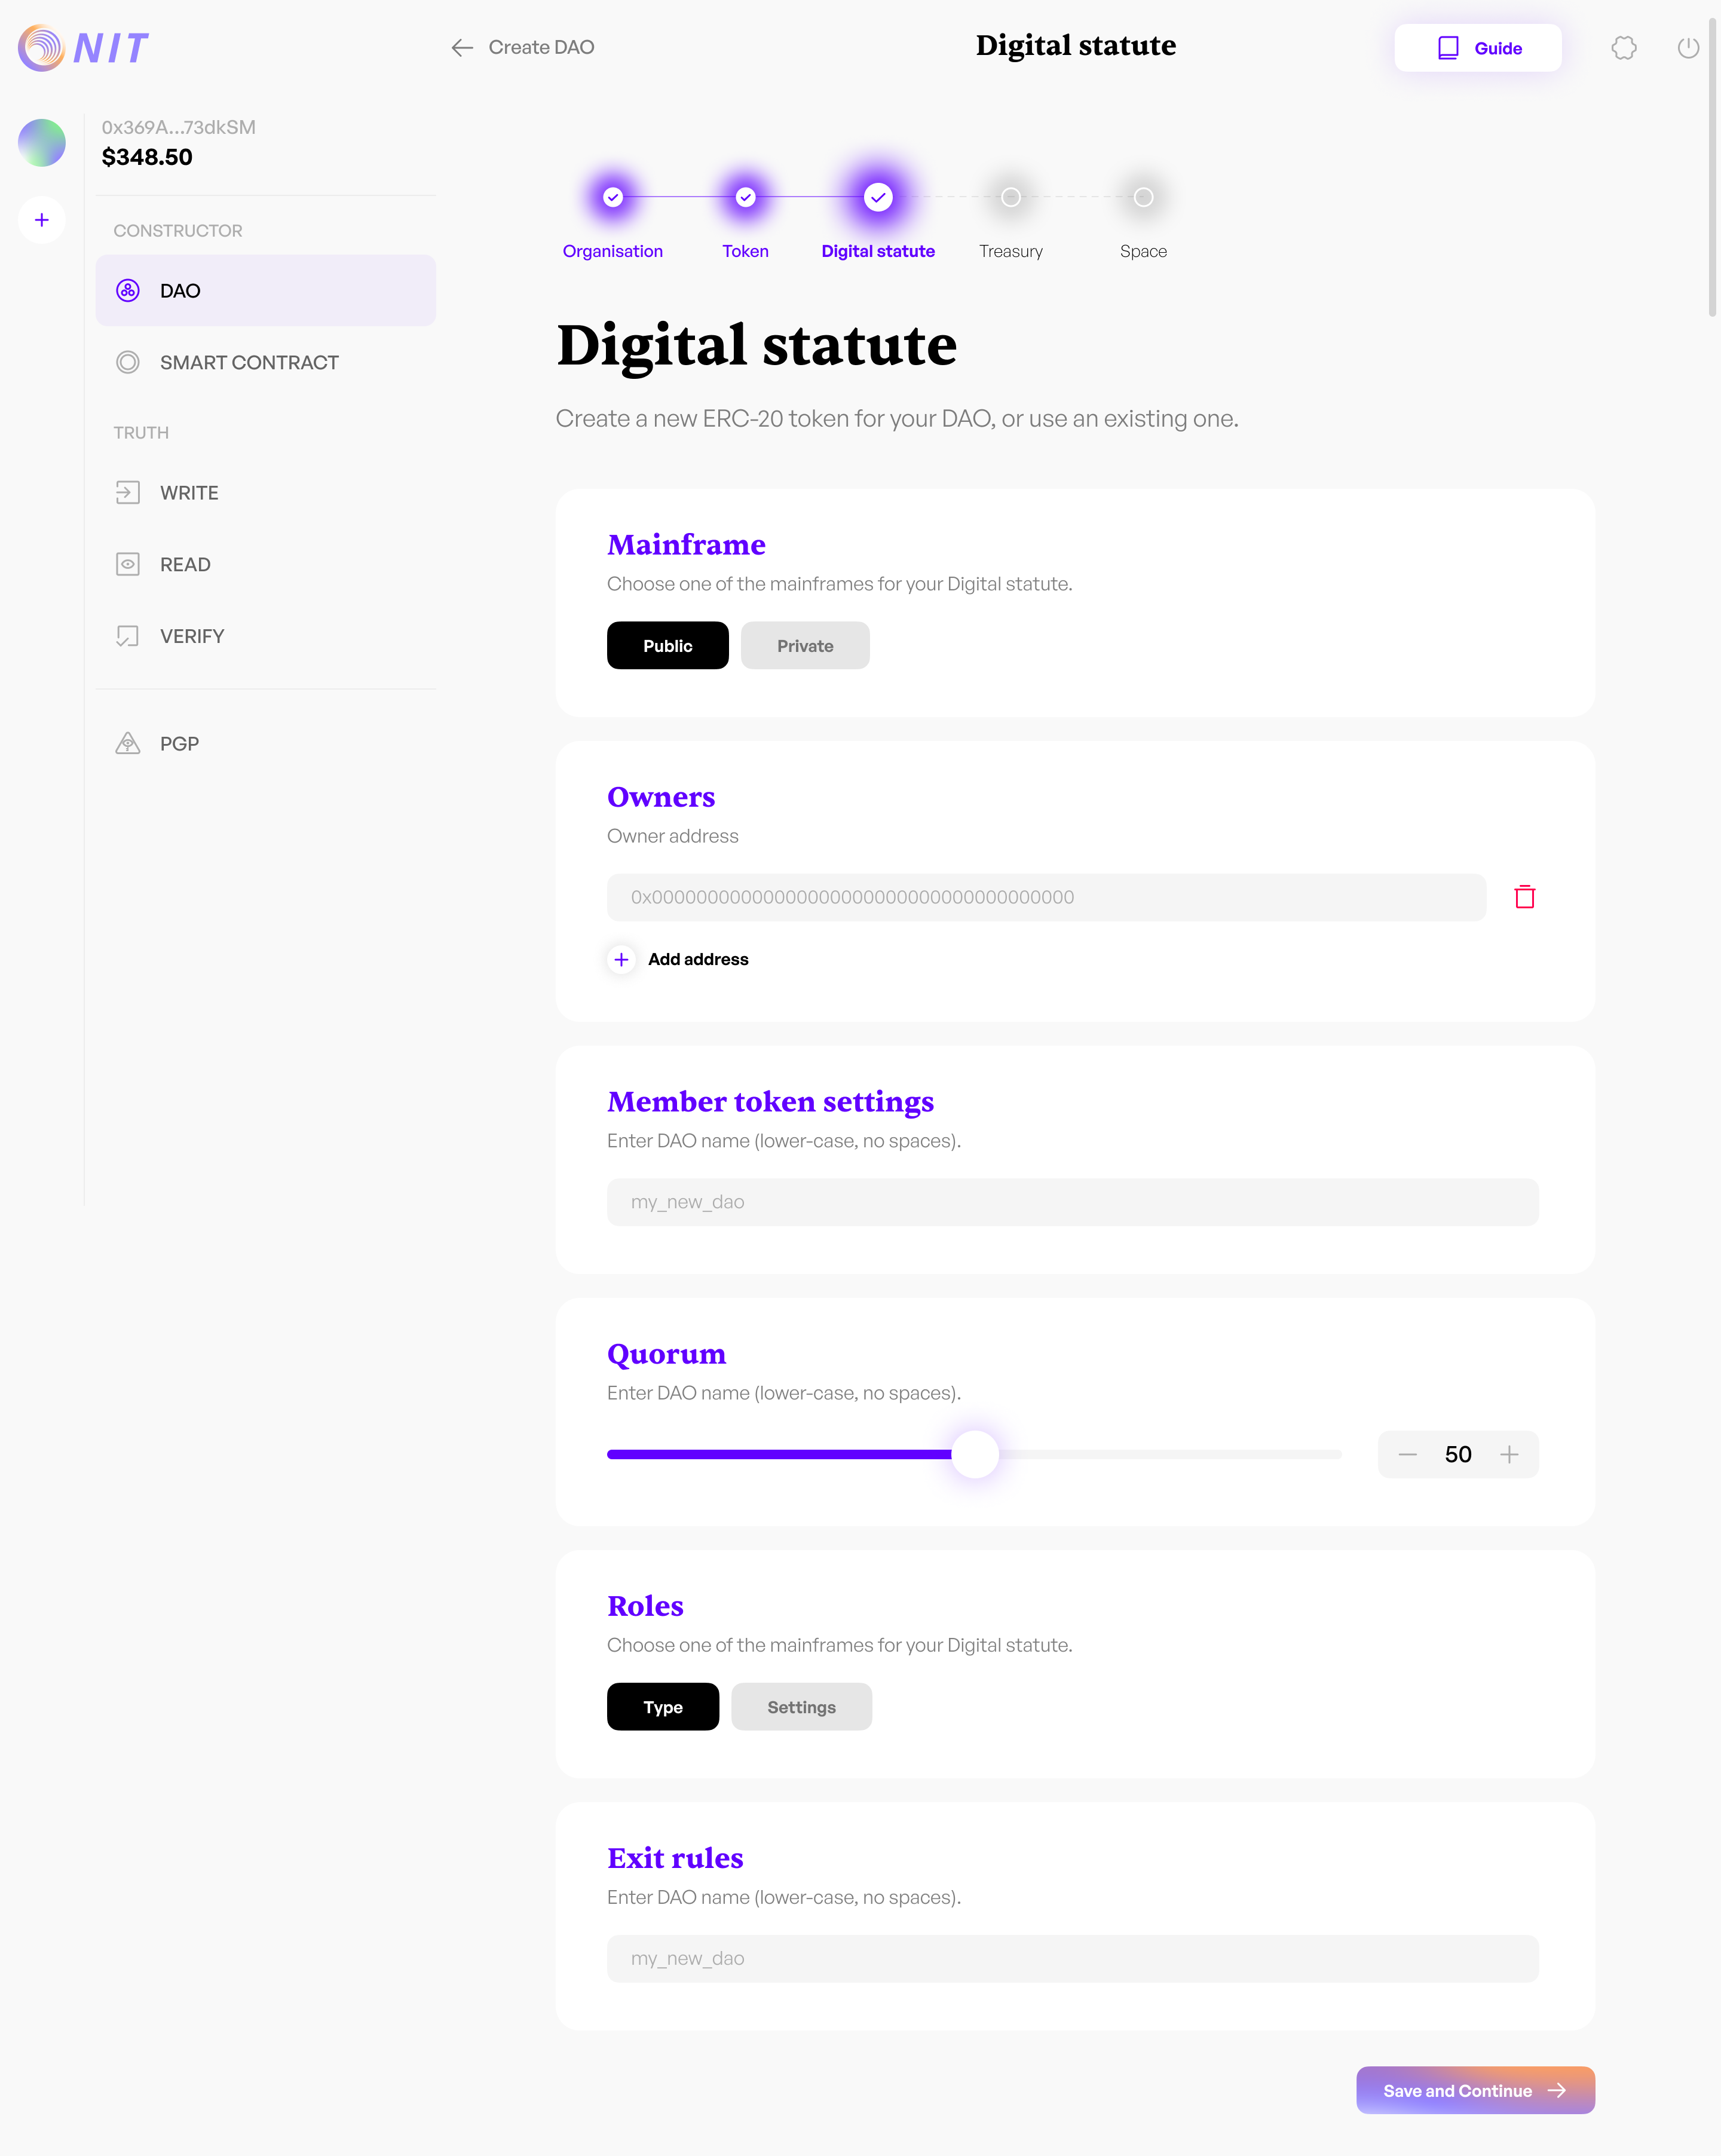 NIT
Create DAO
Digital statute
Guide
0x369A...73dkSM
$348.50
CONSTRUCTOR
DAO
SMART CONTRACT
TRUTH
WRITE
READ
VERIFY
PGP
Organisation
Token
Digital statute
Treasury
Space
Digital statute
Create a new ERC-20 token for your DAO, or use an existing one.
Mainframe
Choose one of the mainframes for your Digital statute.
Public
Private
Owners
Owner address
0x0000000000000000000000000000000000000
Add address
Member token settings
Enter DAO name (lower-case, no spaces).
my_new_dao
Quorum
Enter DAO name (lower-case, no spaces).
50
Roles
Choose one of the mainframes for your Digital statute.
Type
Settings
Exit rules
Enter DAO name (lower-case, no spaces).
my_new_dao
Save and Continue